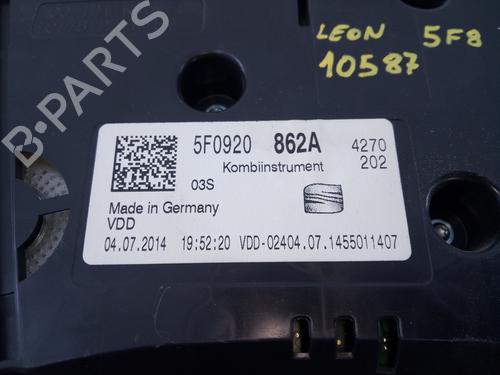 LEON 5F8
10587
5F0920 862A 4270
Kombiinstrument 202
03S
Made in Germany
VDD
04.07.2014 19:52:20 VDD-02404.07.1455011407
B-PARTS